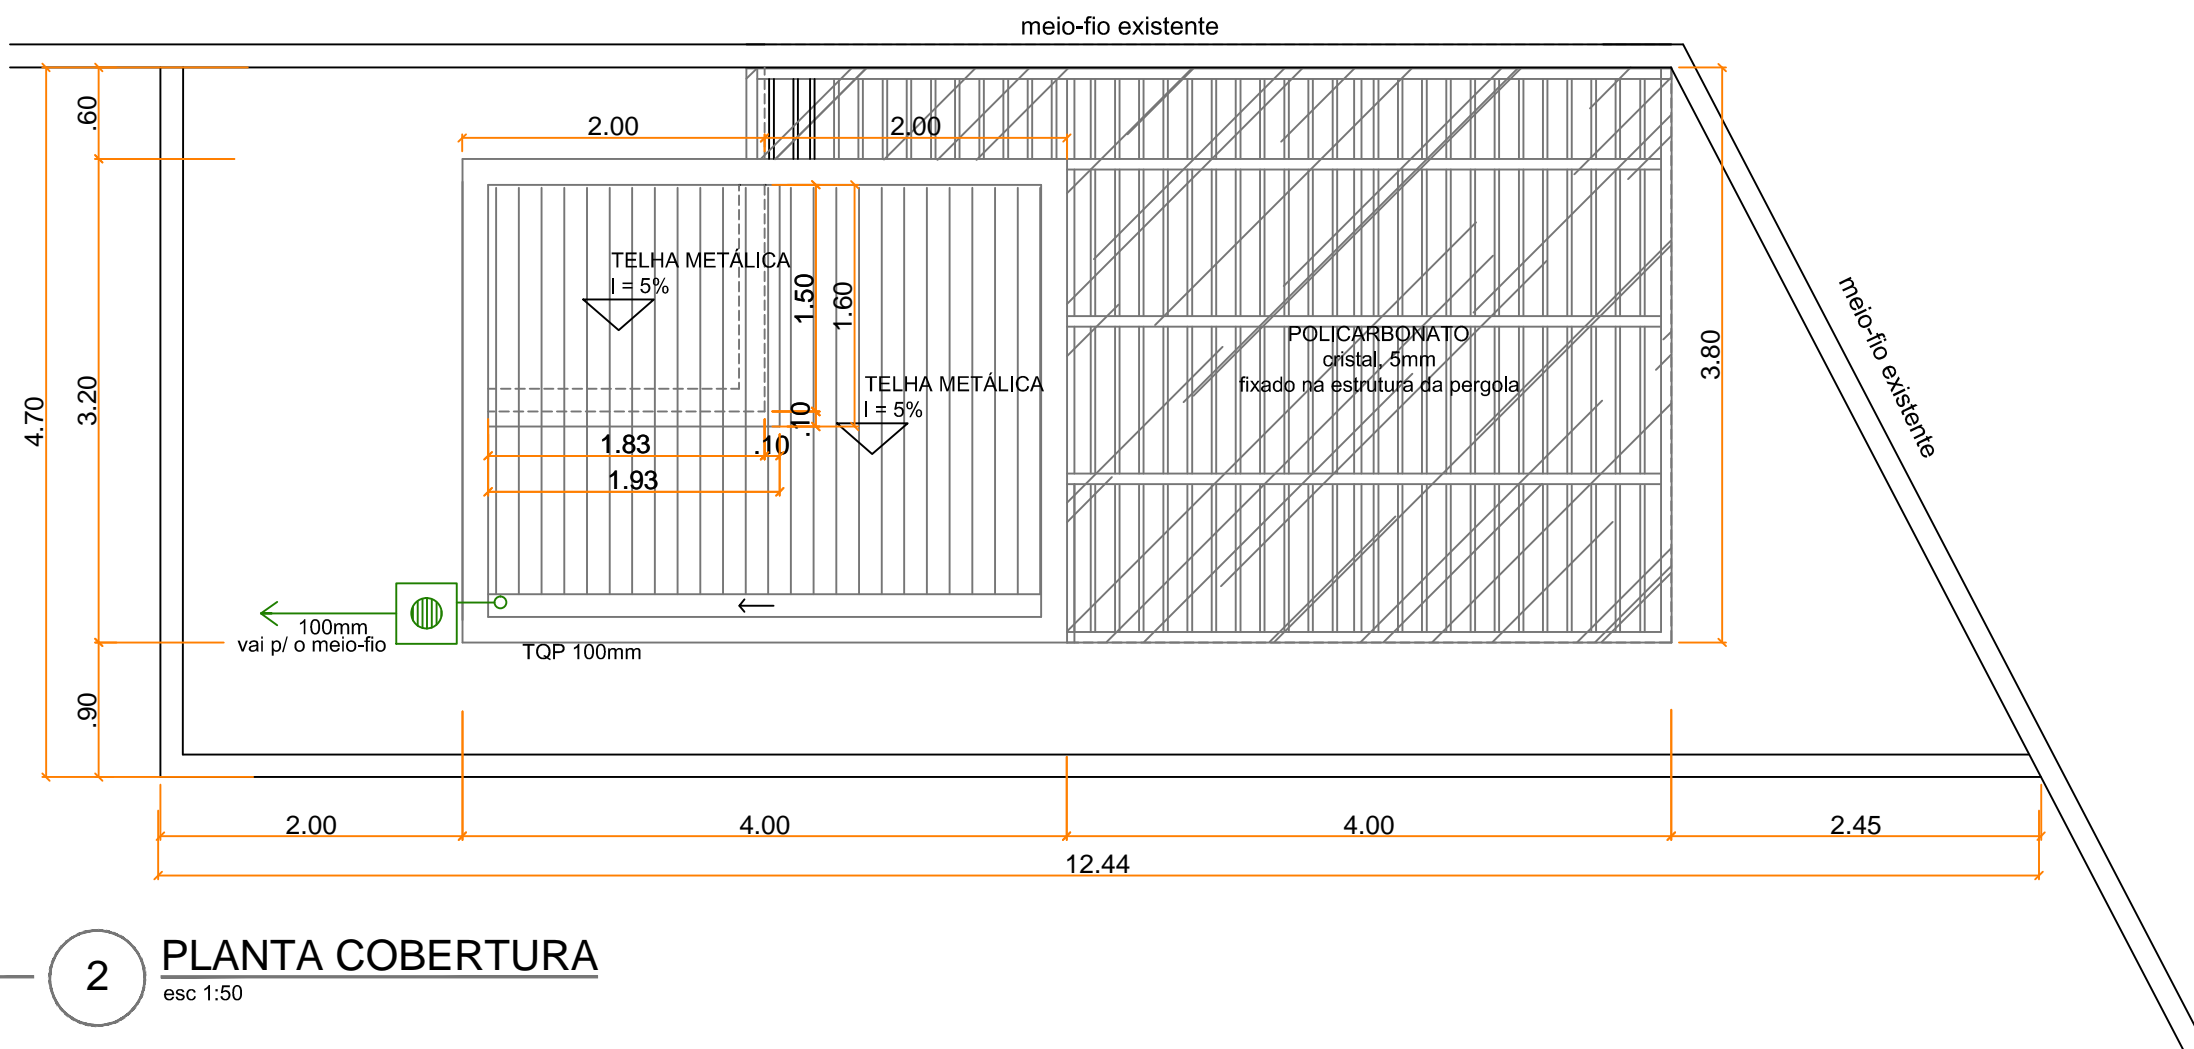 meio-fio existente
.60
2.00
2.00
TELHA METÁLICA
I = 5%
1.50
1.60
meio-fio existente
POLICARBONATO
cristal, 5mm
fixado na estrutura da pergola
3.80
TELHA METÁLICA
I = 5%
.10
3.20
4.70
1.83
.10
1.93
100mm
vai p/ o meio-fio
TQP 100mm
.90
2.00
4.00
4.00
2.45
12.44
2
PLANTA COBERTURA
esc 1:50